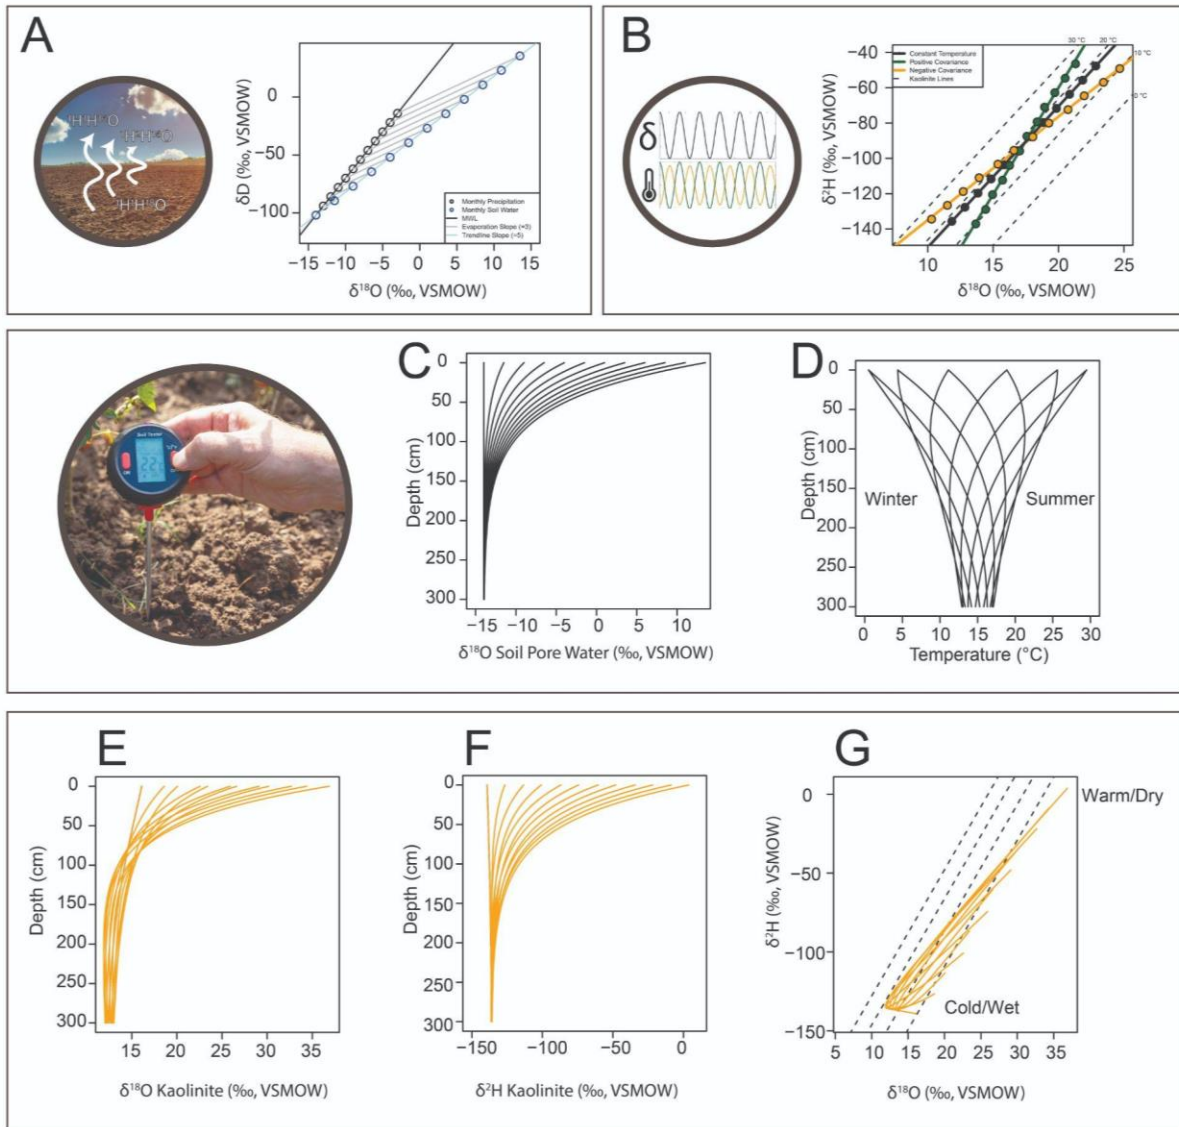 A
¹H¹H¹⁶O
¹H²H¹⁶O
¹H¹H¹⁸O
δD (‰, VSMOW)
0
−50
−100
Monthly Precipitation
Monthly Soil Water
MWL
Evaporation Slope (≈3)
Trendline Slope (≈5)
−15 −10 −5 0 5 10 15
δ¹⁸O (‰, VSMOW)
B
δ
δ²H (‰, VSMOW)
−40
−60
−80
−100
−120
−140
30 °C
20 °C
10 °C
0 °C
Constant Temperature
Positive Covariance
Negative Covariance
Kaolinite Lines
10 15 20 25
δ¹⁸O (‰, VSMOW)
Soil Tester
C
Depth (cm)
0
50
100
150
200
250
300
−15 −10 −5 0 5 10
δ¹⁸O Soil Pore Water (‰, VSMOW)
D
Depth (cm)
0
50
100
150
200
250
300
Winter
Summer
0 5 10 15 20 25 30
Temperature (°C)
E
Depth (cm)
0
50
100
150
200
250
300
15 20 25 30 35
δ¹⁸O Kaolinite (‰, VSMOW)
F
Depth (cm)
0
50
100
150
200
250
300
−150 −100 −50 0
δ²H Kaolinite (‰, VSMOW)
G
δ²H (‰, VSMOW)
0
−50
−100
−150
Warm/Dry
Cold/Wet
5 10 15 20 25 30 35
δ¹⁸O (‰, VSMOW)